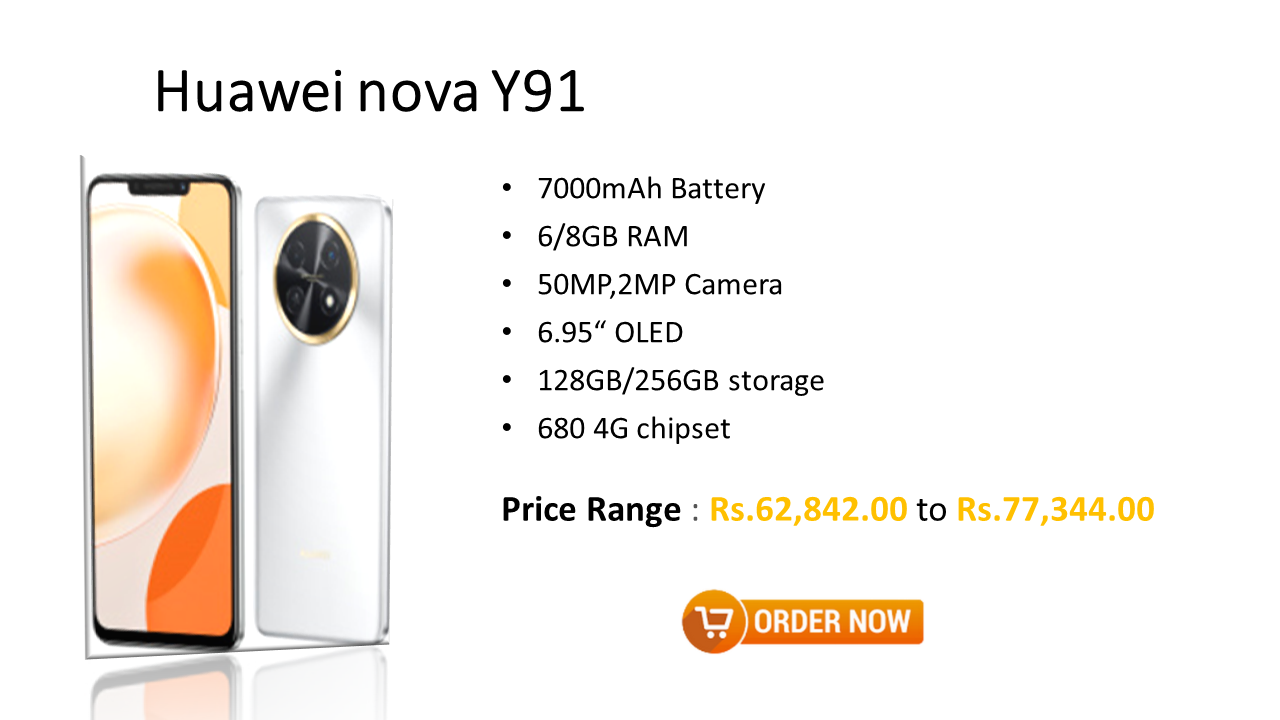 Huawei nova Y91
• 7000mAh Battery
• 6/8GB RAM
• 50MP,2MP Camera
• 6.95“ OLED
• 128GB/256GB storage
• 680 4G chipset
Price Range : Rs.62,842.00 to Rs.77,344.00
ORDER NOW